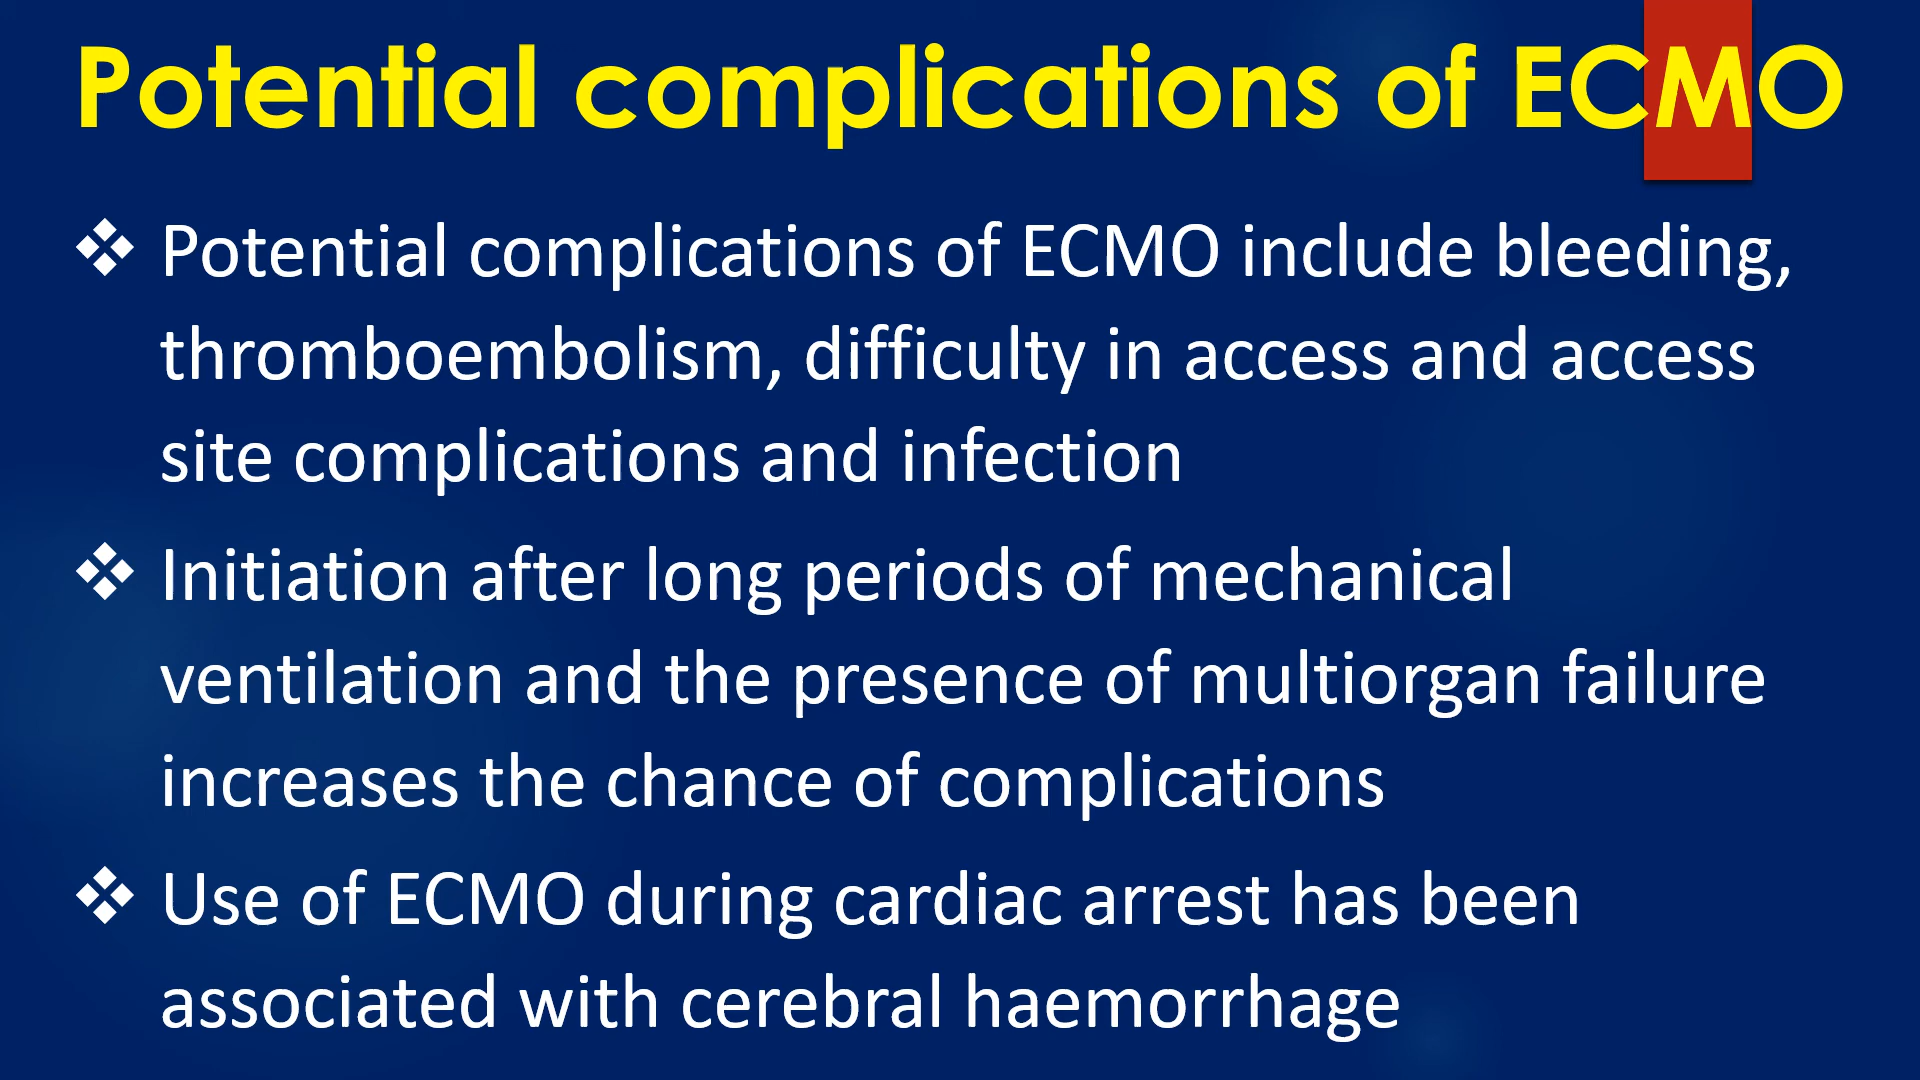 Potential complications of ECMO
❖ Potential complications of ECMO include bleeding,
thromboembolism, difficulty in access and access
site complications and infection
❖ Initiation after long periods of mechanical
ventilation and the presence of multiorgan failure
increases the chance of complications
❖ Use of ECMO during cardiac arrest has been
associated with cerebral haemorrhage